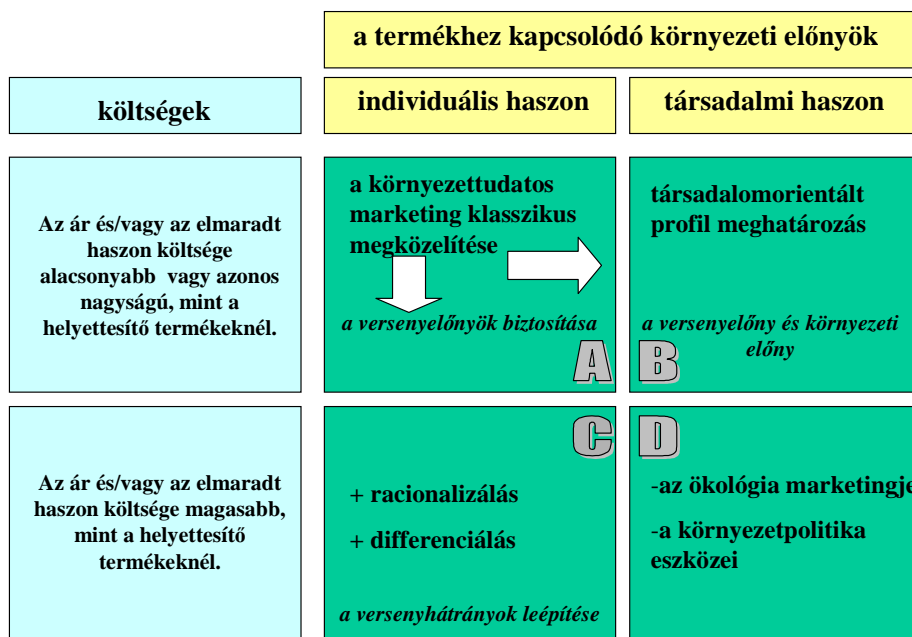 a termékhez kapcsolódó környezeti előnyök
költségek
individuális haszon
társadalmi haszon
Az ár és/vagy az elmaradt
haszon költsége
alacsonyabb vagy azonos
nagyságú, mint a
helyettesítő termékeknél.
a környezettudatos
marketing klasszikus
megközelítése
a versenyelőnyök biztosítása
A
társadalomorientált
profil meghatározás
a versenyelőny és környezeti
előny
B
Az ár és/vagy az elmaradt
haszon költsége magasabb,
mint a helyettesítő
termékeknél.
C
+ racionalizálás
+ differenciálás
a versenyhátrányok leépítése
D
-az ökológia marketingje
-a környezetpolitika
eszközei